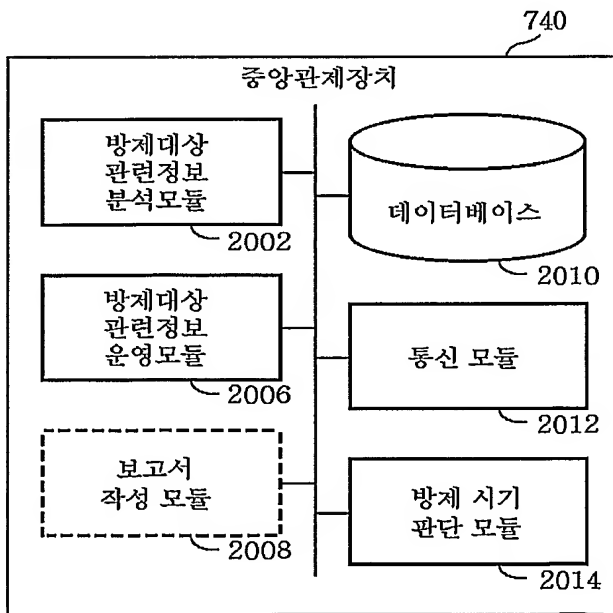 740
중앙관제장치
방제대상
관련정보
분석모듈
2002
데이터베이스
2010
방제대상
관련정보
운영모듈
2006
통신 모듈
2012
보고서
작성 모듈
2008
방제 시기
판단 모듈
2014